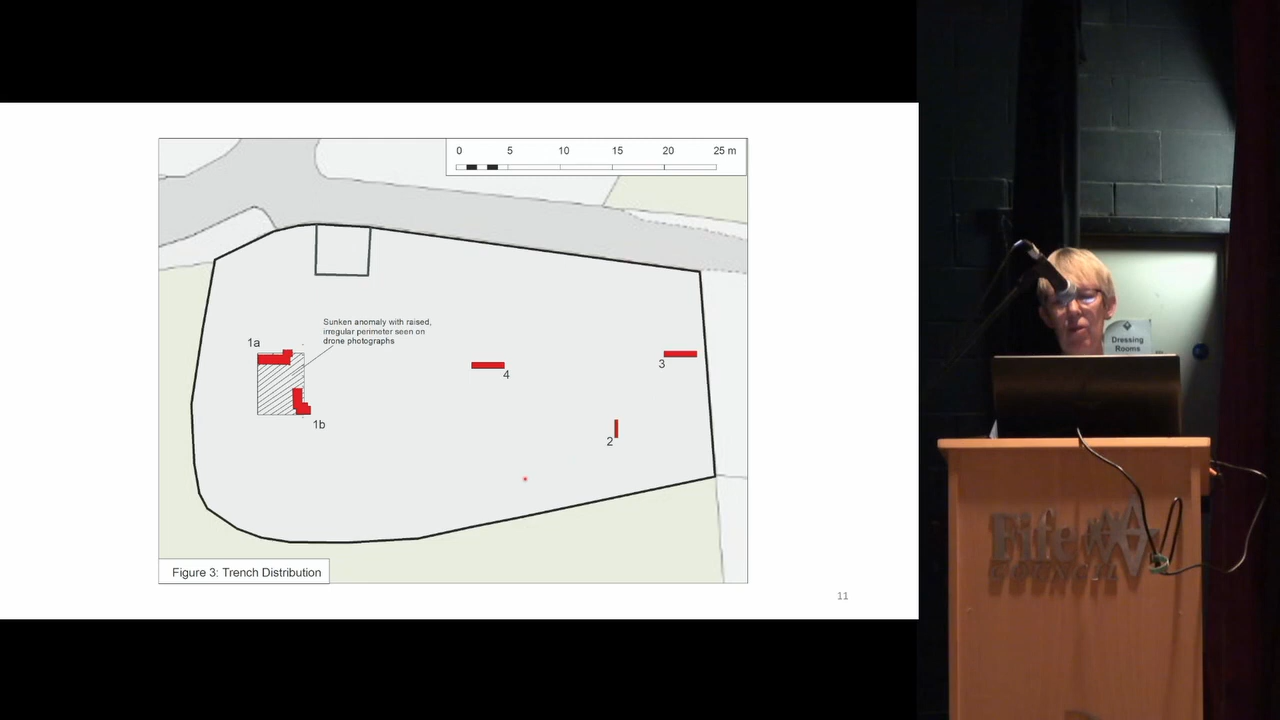 0 5 10 15 20 25 m
Sunken anomaly with raised,
irregular perimeter seen on
drone photographs
1a
1b
4
3
2
Figure 3: Trench Distribution
11
Dressing
Rooms
Fife
COUNCIL